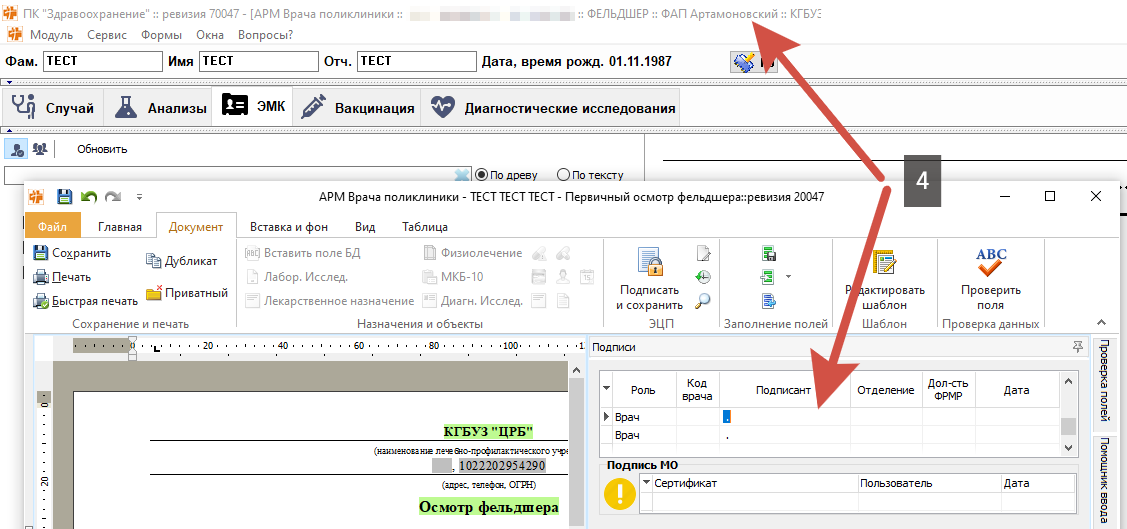 ПК "Здравоохранение" :: ревизия 70047 - [АРМ Врача поликлиники :: :: ФЕЛЬДШЕР :: ФАП Артамоновский :: КГБУЗ
Модуль Сервис Формы Окна Вопросы?
Фам. ТЕСТ Имя ТЕСТ Отч. ТЕСТ Дата, время рожд. 01.11.1987
Случай Анализы ЭМК Вакцинация Диагностические исследования
Обновить
По древу По тексту
4
АРМ Врача поликлиники - ТЕСТ ТЕСТ ТЕСТ - Первичный осмотр фельдшера::ревизия 20047
Файл Главная Документ Вставка и фон Вид Таблица
Сохранить Дубликат Вставить поле БД Физиолечение
Печать Лабор. Исслед. МКБ-10 Подписать и сохранить Редактировать шаблон ABC Проверить поля
Быстрая печать Приватный Лекарственное назначение Диагн. Исслед. 15
Сохранение и печать Назначения и объекты ЭЦП Заполнение полей Шаблон Проверка данных
0 20 40 60 80 100
Подписи
Роль Код врача Подписант Отделение Дол-сть ФРМР Дата
Врач .
Врач .
Подпись МО
Сертификат Пользователь Дата
Проверка полей
Помощник ввода
0
20
КГБУЗ "ЦРБ"
(наименование лечебно-профилактического учре
, 1022202954290
(адрес, телефон, ОГРН)
Осмотр фельдшера